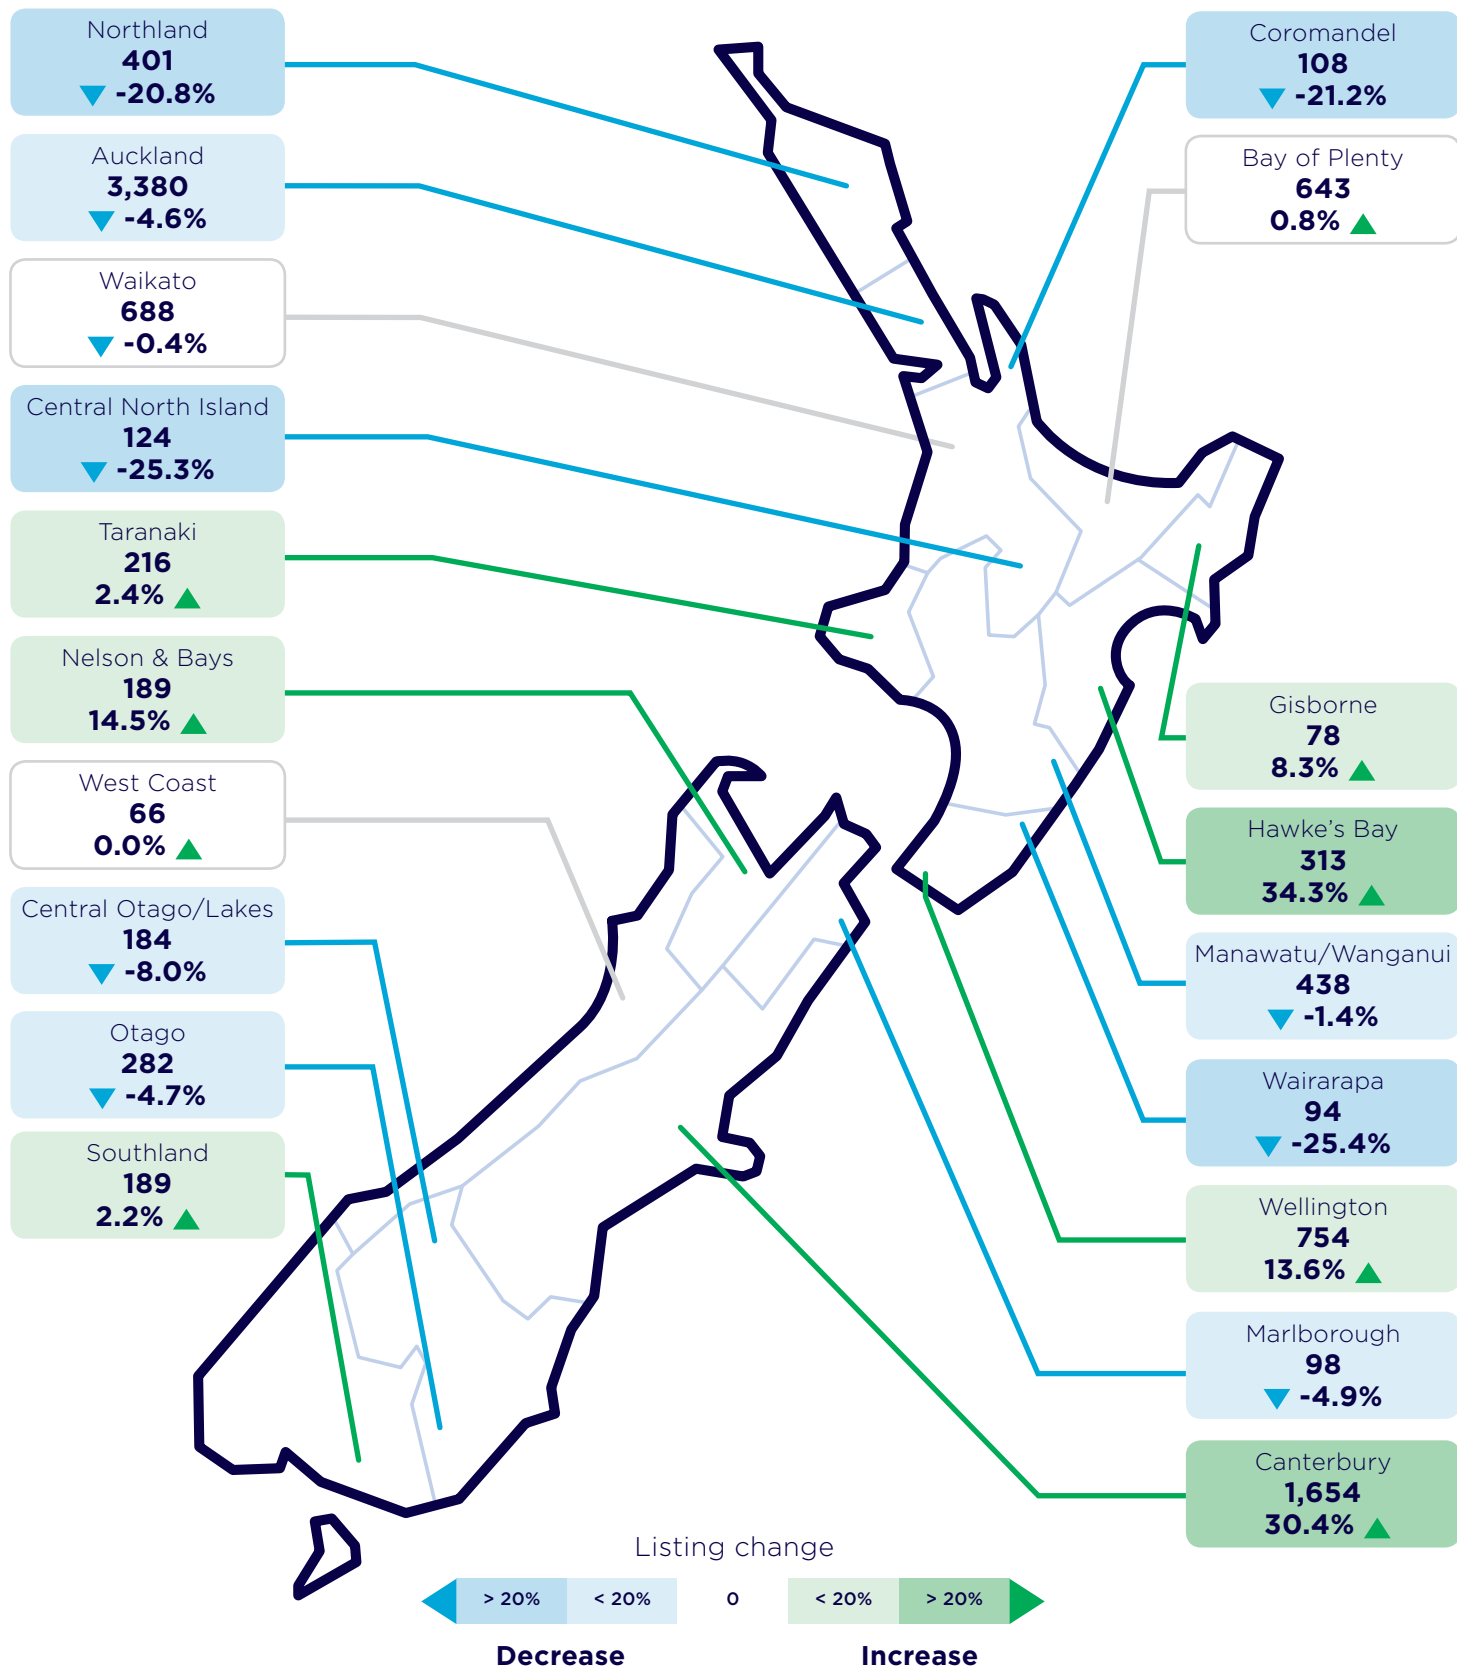 Northland
401
-20.8%
Auckland
3,380
-4.6%
Waikato
688
-0.4%
Central North Island
124
-25.3%
Taranaki
216
2.4%
Nelson & Bays
189
14.5%
West Coast
66
0.0%
Central Otago/Lakes
184
-8.0%
Otago
282
-4.7%
Southland
189
2.2%
Coromandel
108
-21.2%
Bay of Plenty
643
0.8%
Gisborne
78
8.3%
Hawke's Bay
313
34.3%
Manawatu/Wanganui
438
-1.4%
Wairarapa
94
-25.4%
Wellington
754
13.6%
Marlborough
98
-4.9%
Canterbury
1,654
30.4%
Listing change
> 20% < 20% 0 < 20% > 20%
Decrease Increase